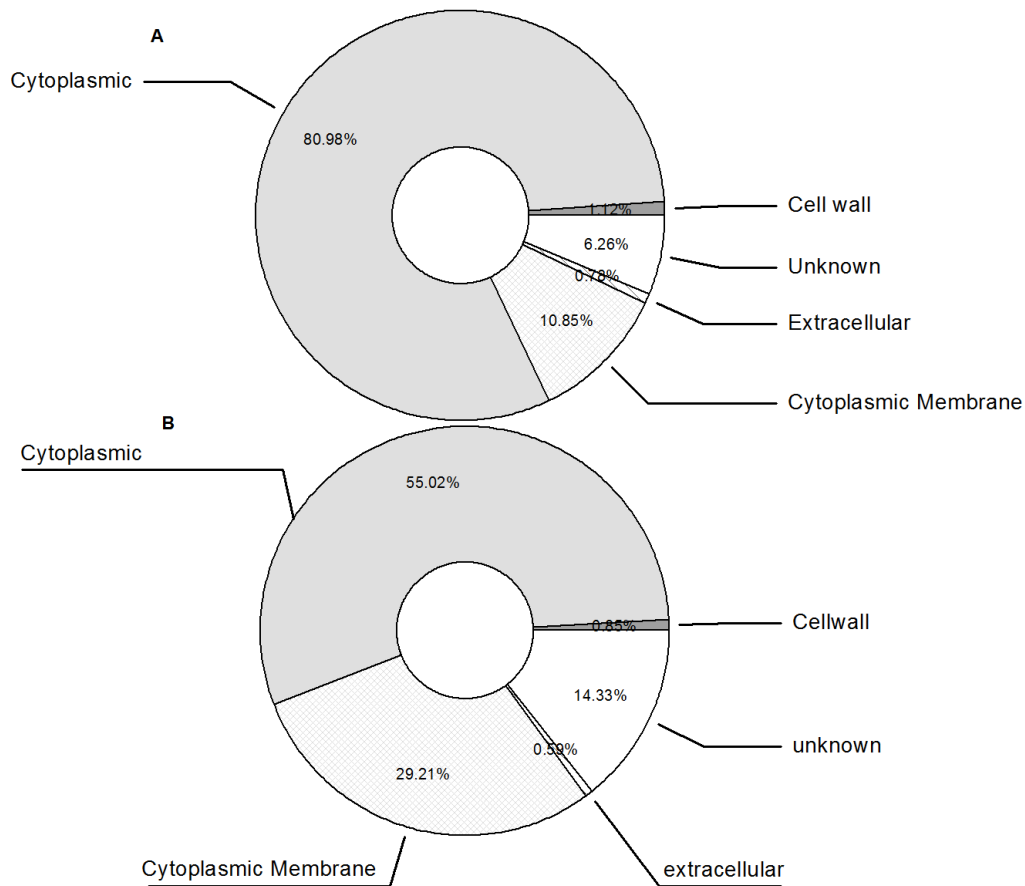 A
Cytoplasmic
80.98%
1.12%
Cell wall
6.26%
Unknown
0.78%
Extracellular
10.85%
Cytoplasmic Membrane
B
Cytoplasmic
55.02%
0.85%
Cellwall
14.33%
unknown
0.59%
29.21%
Cytoplasmic Membrane
extracellular